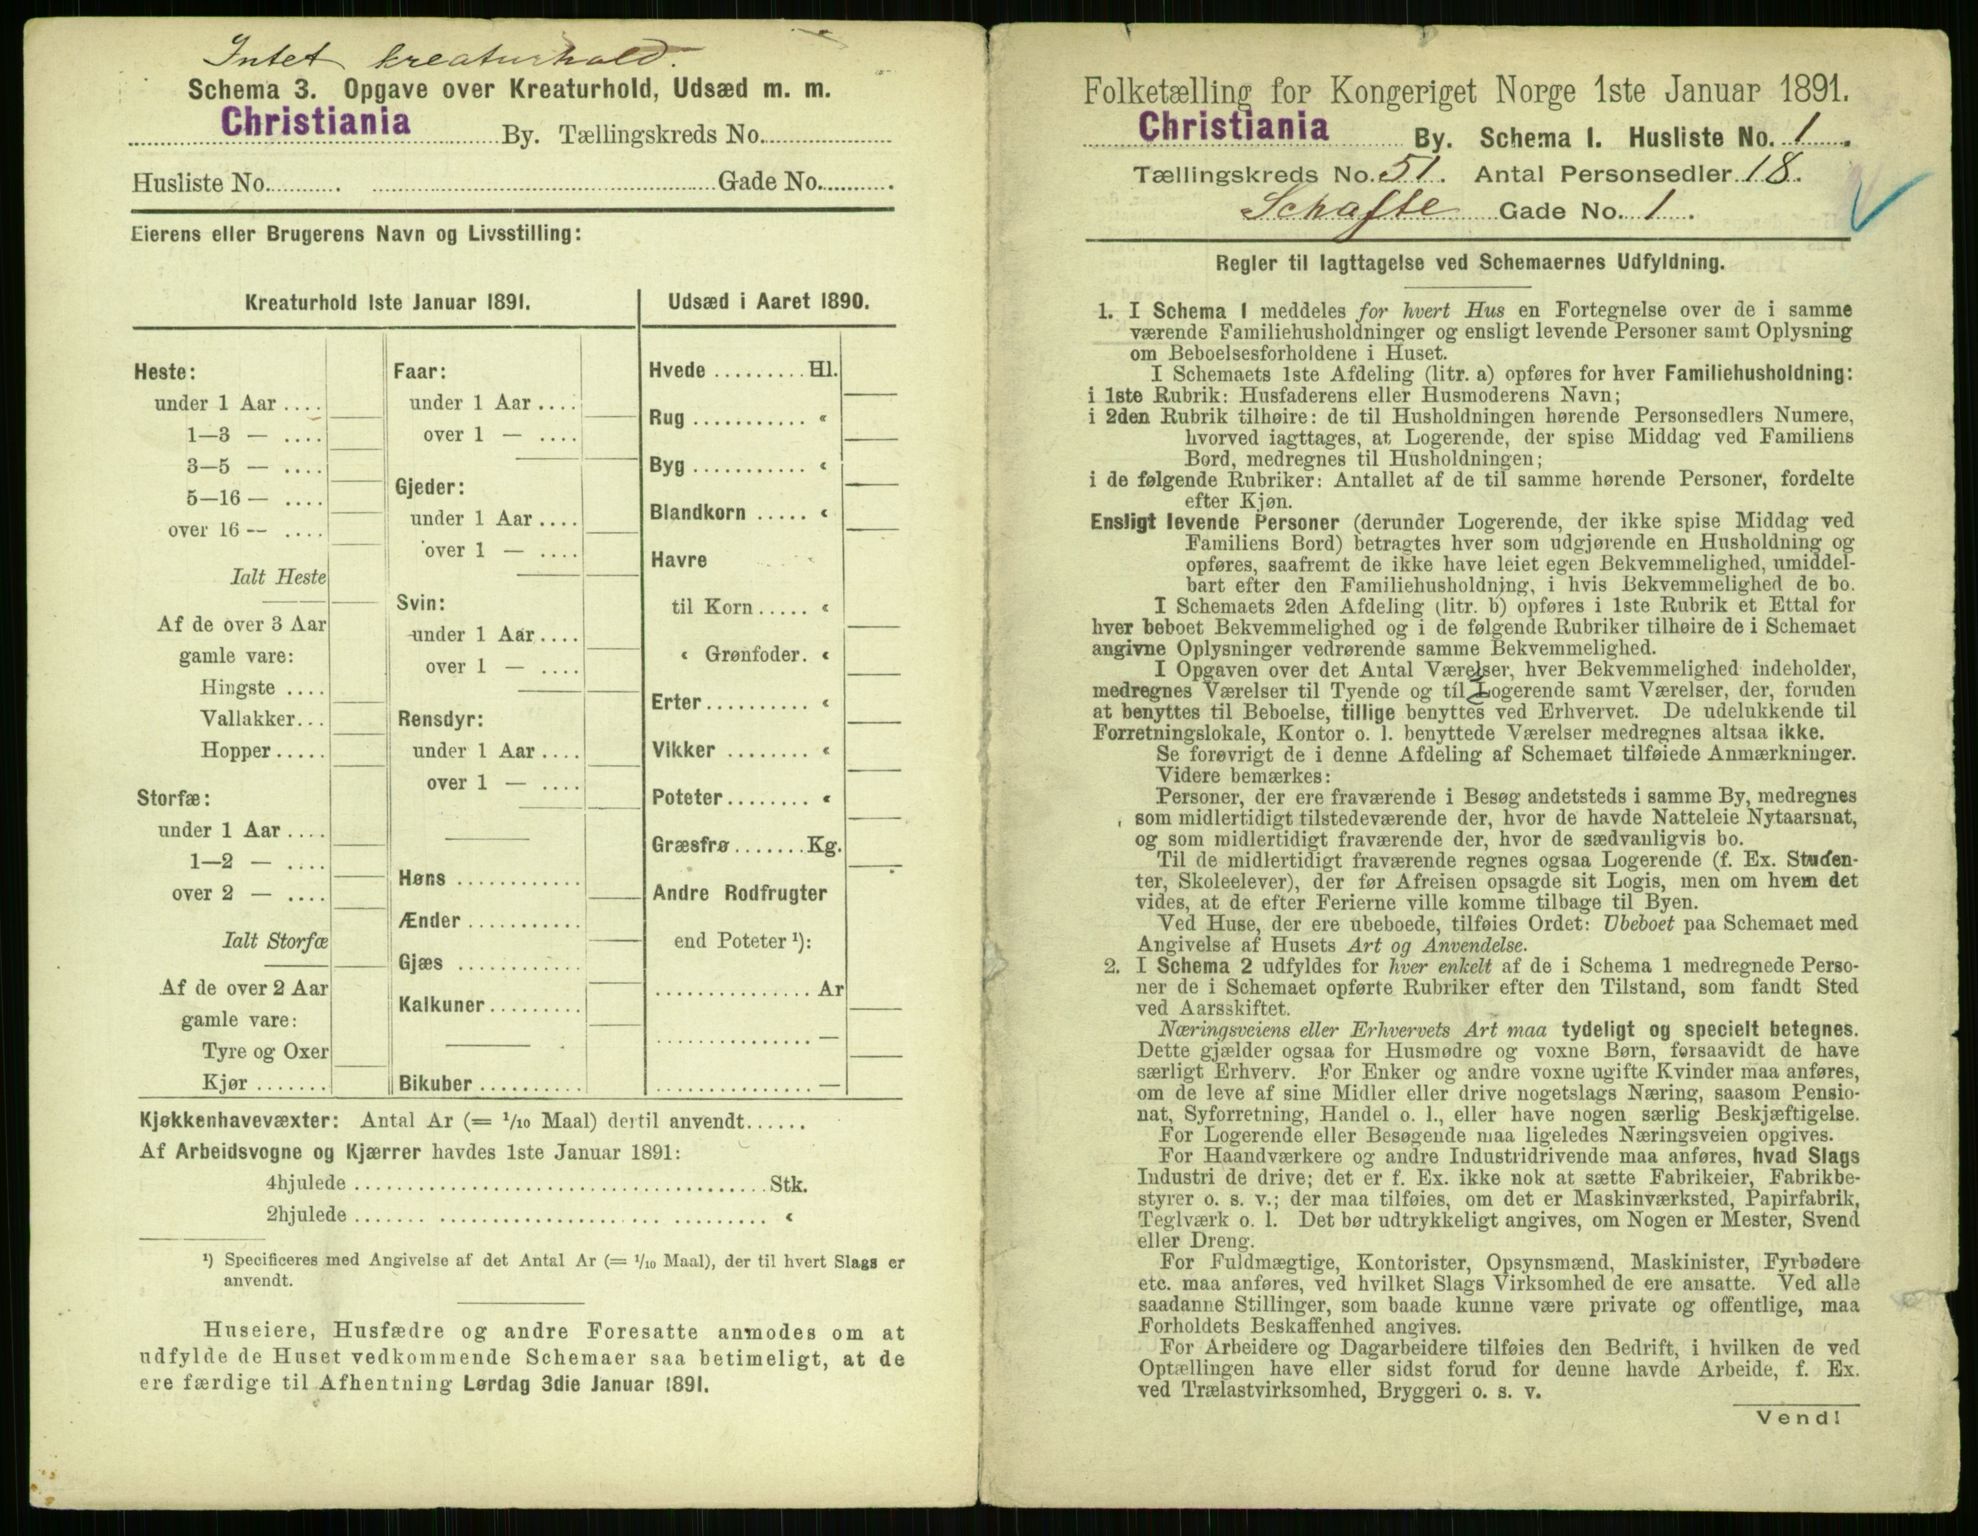 Intet kreaturhold.
Schema 3. Opgave over Kreaturhold, Udsæd m. m.
Christiania By. Tællingskreds No.
Husliste No. Gade No.
Eierens eller Brugerens Navn og Livsstilling:
Kreaturhold 1ste Januar 1891.
Heste:
under 1 Aar ....
1—3 — ....
3—5 — ....
5—16 — ....
over 16 — ....
Ialt Heste
Af de over 3 Aar
gamle vare:
Hingste ....
Vallakker...
Hopper.....
Storfæ:
under 1 Aar ....
1—2 — ....
over 2 — ....
Ialt Storfæ
Af de over 2 Aar
gamle vare:
Tyre og Oxer
Kjør.......
Faar:
under 1 Aar ....
over 1 — ....
Gjeder:
under 1 Aar ....
over 1 — ....
Svin:
under 1 Aar ....
over 1 — ....
Rensdyr:
under 1 Aar ....
over 1 — ....
Høns ............
Ænder ...........
Gjæs ............
Kalkuner.........
Bikuber ..........
Udsæd i Aaret 1890.
Hvede ......... Hl.
Rug ........... «
Byg ........... «
Blandkorn ..... «
Havre
til Korn ..... «
« Grønfoder. «
Erter.......... «
Vikker ........ «
Poteter........ «
Græsfrø ....... Kg.
Andre Rodfrugter
end Poteter ¹):
............... Ar
............... —
............... —
Kjøkkenhavevæxter: Antal Ar (= 1/10 Maal) dertil anvendt......
Af Arbeidsvogne og Kjærrer havdes 1ste Januar 1891:
4hjulede ........................................ Stk.
2hjulede ........................................ «
¹) Specificeres med Angivelse af det Antal Ar (= 1/10 Maal), der til hvert Slags er
anvendt.
Huseiere, Husfædre og andre Foresatte anmodes om at
udfylde de Huset vedkommende Schemaer saa betimeligt, at de
ere færdige til Afhentning Lørdag 3die Januar 1891.
Folketælling for Kongeriget Norge 1ste Januar 1891.
Christiania By. Schema 1. Husliste No. 1.
Tællingskreds No. 51. Antal Personsedler 18.
Schafte Gade No. 1.
Regler til Iagttagelse ved Schemaernes Udfyldning.
1. I Schema 1 meddeles for hvert Hus en Fortegnelse over de i samme
værende Familiehusholdninger og ensligt levende Personer samt Oplysning
om Beboelsesforholdene i Huset.
I Schemaets 1ste Afdeling (litr. a) opføres for hver Familiehusholdning:
i 1ste Rubrik: Husfaderens eller Husmoderens Navn;
i 2den Rubrik tilhøire: de til Husholdningen hørende Personsedlers Numere,
hvorved iagttages, at Logerende, der spise Middag ved Familiens
Bord, medregnes til Husholdningen;
i de følgende Rubriker: Antallet af de til samme hørende Personer, fordelte
efter Kjøn.
Ensligt levende Personer (derunder Logerende, der ikke spise Middag ved
Familiens Bord) betragtes hver som udgjørende en Husholdning og
opføres, saafremt de ikke have leiet egen Bekvemmelighed, umiddel-
bart efter den Familiehusholdning, i hvis Bekvemmelighed de bo.
I Schemaets 2den Afdeling (litr. b) opføres i 1ste Rubrik et Ettal for
hver beboet Bekvemmelighed og i de følgende Rubriker tilhøire de i Schemaet
angivne Oplysninger vedrørende samme Bekvemmelighed.
I Opgaven over det Antal Værelser, hver Bekvemmelighed indeholder,
medregnes Værelser til Tyende og til Logerende samt Værelser, der, foruden
at benyttes til Beboelse, tillige benyttes ved Erhvervet. De udelukkende til
Forretningslokale, Kontor o. l. benyttede Værelser medregnes altsaa ikke.
Se forøvrigt de i denne Afdeling af Schemaet tilføiede Anmærkninger.
Videre bemærkes:
Personer, der ere fraværende i Besøg andetsteds i samme By, medregnes
som midlertidigt tilstedeværende der, hvor de havde Natteleie Nytaarsnat,
og som midlertidigt fraværende der, hvor de sædvanligvis bo.
Til de midlertidigt fraværende regnes ogsaa Logerende (f. Ex. Studen-
ter, Skoleelever), der før Afreisen opsagde sit Logis, men om hvem det
vides, at de efter Ferierne ville komme tilbage til Byen.
Ved Huse, der ere ubeboede, tilføies Ordet: Ubeboet paa Schemaet med
Angivelse af Husets Art og Anvendelse.
2. I Schema 2 udfyldes for hver enkelt af de i Schema 1 medregnede Perso-
ner de i Schemaet opførte Rubriker efter den Tilstand, som fandt Sted
ved Aarsskiftet.
Næringsveiens eller Erhvervets Art maa tydeligt og specielt betegnes.
Dette gjælder ogsaa for Husmødre og voxne Børn, forsaavidt de have
særligt Erhverv. For Enker og andre voxne ugifte Kvinder maa anføres,
om de leve af sine Midler eller drive nogetslags Næring, saasom Pensio-
nat, Syforretning, Handel o. l., eller have nogen særlig Beskjæftigelse.
For Logerende eller Besøgende maa ligeledes Næringsveien opgives.
For Haandværkere og andre Industridrivende maa anføres, hvad Slags
Industri de drive; det er f. Ex. ikke nok at sætte Fabrikeier, Fabrikbe-
styrer o. s. v.; der maa tilføies, om det er Maskinværksted, Papirfabrik,
Teglværk o. l. Det bør udtrykkeligt angives, om Nogen er Mester, Svend
eller Dreng.
For Fuldmægtige, Kontorister, Opsynsmænd, Maskinister, Fyrbødere
etc. maa anføres, ved hvilket Slags Virksomhed de ere ansatte. Ved alle
saadanne Stillinger, som baade kunne være private og offentlige, maa
Forholdets Beskaffenhed angives.
For Arbeidere og Dagarbeidere tilføies den Bedrift, i hvilken de ved
Optællingen have eller sidst forud for denne havde Arbeide, f. Ex.
ved Trælastvirksomhed, Bryggeri o. s. v.
Vend!